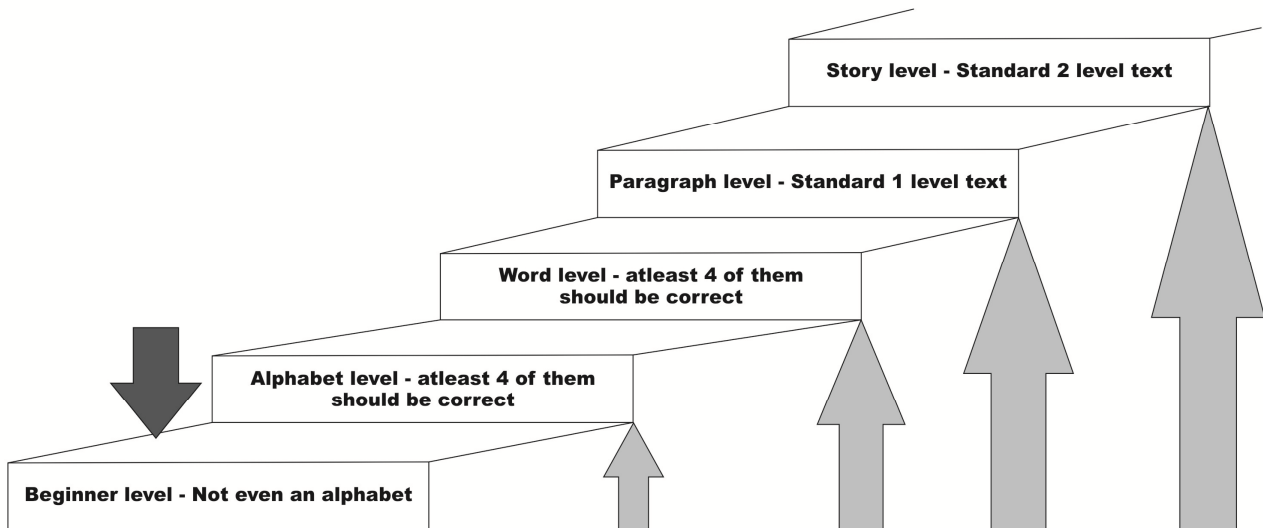 Story level - Standard 2 level text
Paragraph level - Standard 1 level text
Word level - atleast 4 of them
should be correct
Alphabet level - atleast 4 of them
should be correct
Beginner level - Not even an alphabet